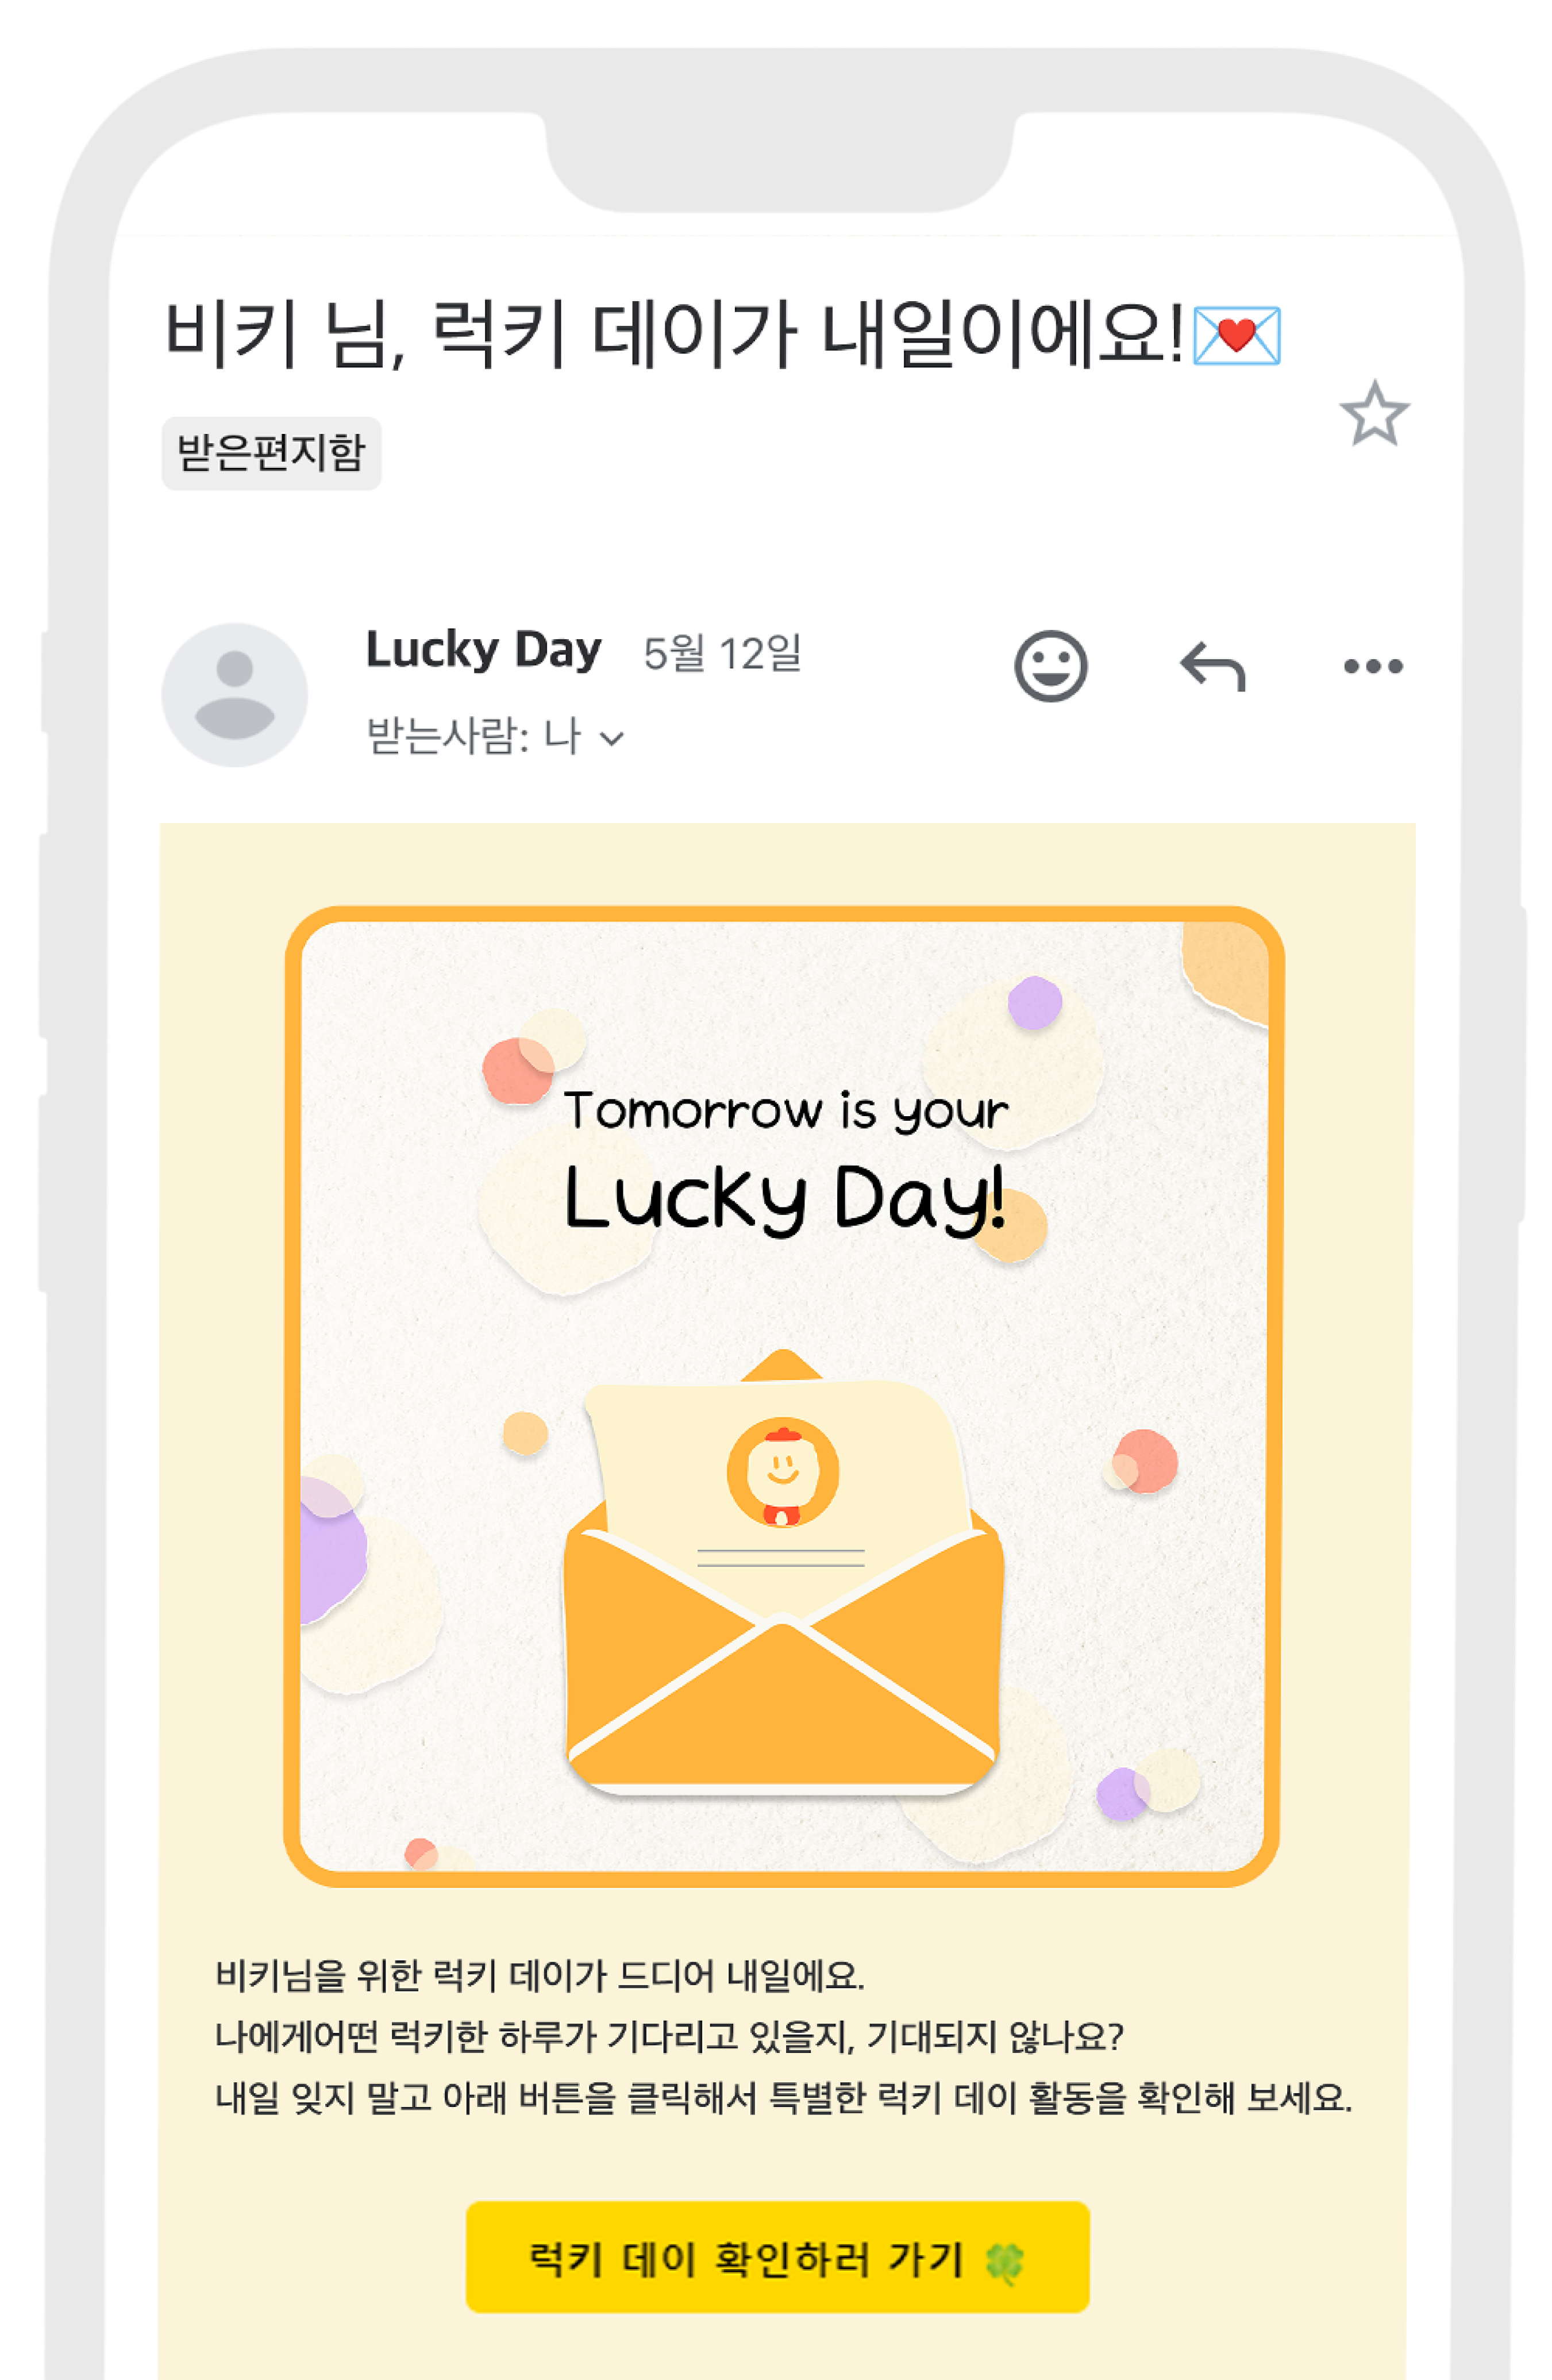 비키 님, 럭키 데이가 내일이에요!💌
받은편지함
Lucky Day 5월 12일
받는사람: 나
Tomorrow is your
Lucky Day!
비키님을 위한 럭키 데이가 드디어 내일에요.
나에게어떤 럭키한 하루가 기다리고 있을지, 기대되지 않나요?
내일 잊지 말고 아래 버튼을 클릭해서 특별한 럭키 데이 활동을 확인해 보세요.
럭키 데이 확인하러 가기 🍀